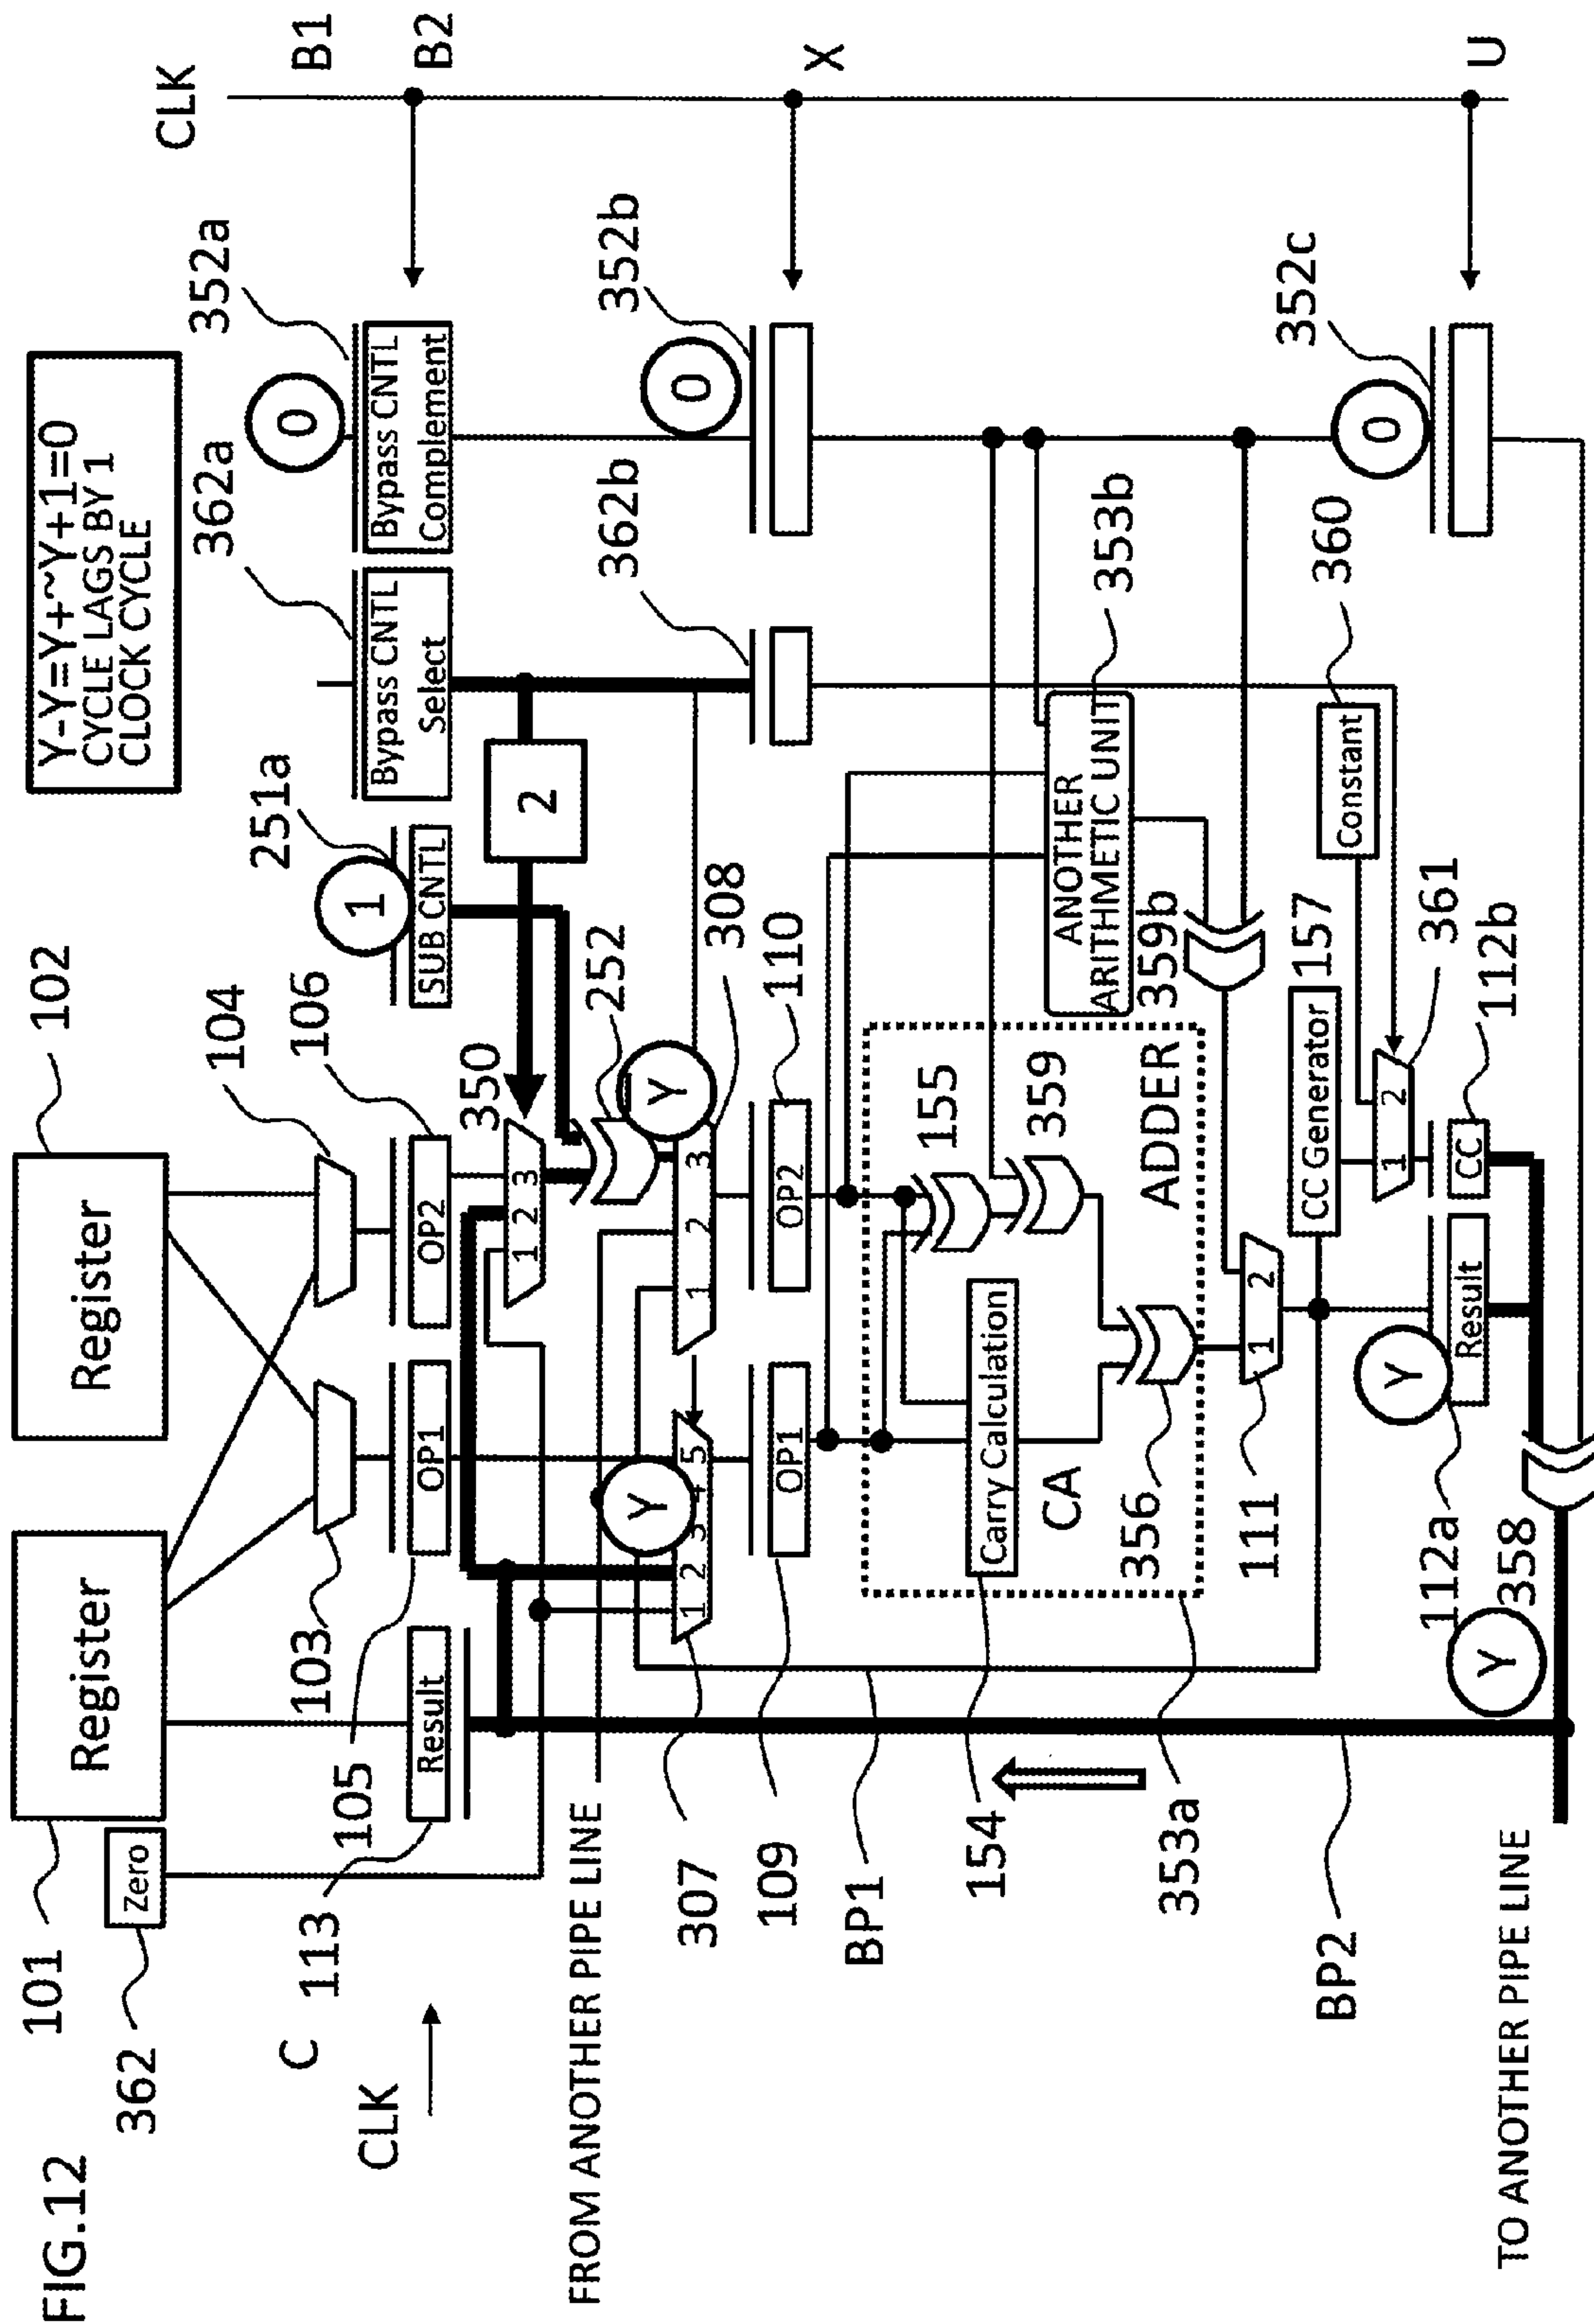 FIG.12
Y-Y=Y+~Y+1=0
CYCLE LAGS BY 1
CLOCK CYCLE
101
Register
102
Register
362
Zero
104
103
106
105
C
113
CLK
Result
OP1
OP2
251a
1
SUB CNTL
362a
Bypass CNTL
Select
352a
0
Bypass CNTL
Complement
CLK
B1
B2
2
350
1 2 3
252
Y
308
FROM ANOTHER PIPE LINE
307
1 2 3 4 5
Y
1 2 3
362b
352b
0
X
109
OP1
OP2
110
BP1
154
Carry Calculation
CA
155
359
356
ADDER
353a
ANOTHER
ARITHMETIC UNIT
353b
359b
111
1 2
157
CC Generator
360
Constant
361
1 2
352c
0
U
BP2
112a
Y
Result
CC
112b
358
Y
TO ANOTHER PIPE LINE